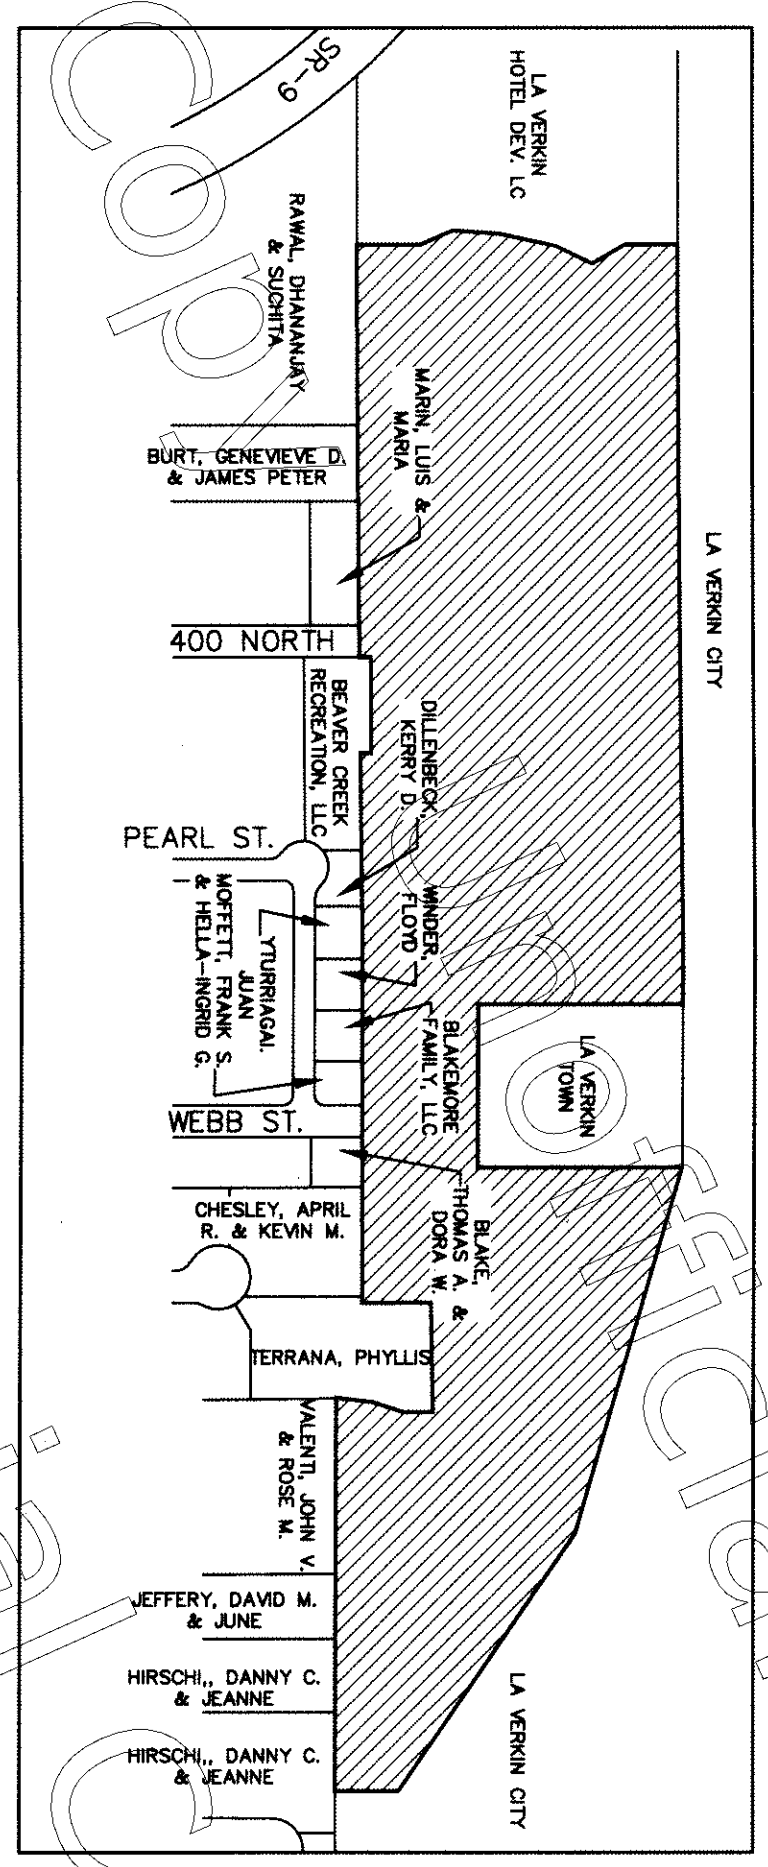 SR-9
LA VERKIN
HOTEL DEV. LC
RAWAL, DHANANJAY
& SUCHITA
MARIN, LUIS &
MARIA
BURT, GENEVIEVE D.
& JAMES PETER
LA VERKIN CITY
400 NORTH
BEAVER CREEK
RECREATION, LLC
DILLENBECK,
KERRY D.
PEARL ST.
WINDER,
FLOYD
YTURRIAGAI.
JUAN
MOFFETT, FRANK S.
& HELLA-INGRID G.
BLAKEMORE
FAMILY, LLC
LA VERKIN
TOWN
WEBB ST.
BLAKE,
THOMAS A. &
DORA W.
CHESLEY, APRIL
R. & KEVIN M.
TERRANA, PHYLLIS
VALENTI, JOHN V.
& ROSE M.
JEFFERY, DAVID M.
& JUNE
HIRSCHI,, DANNY C.
& JEANNE
LA VERKIN CITY
HIRSCHI,, DANNY C.
& JEANNE
Unofficial
Copy